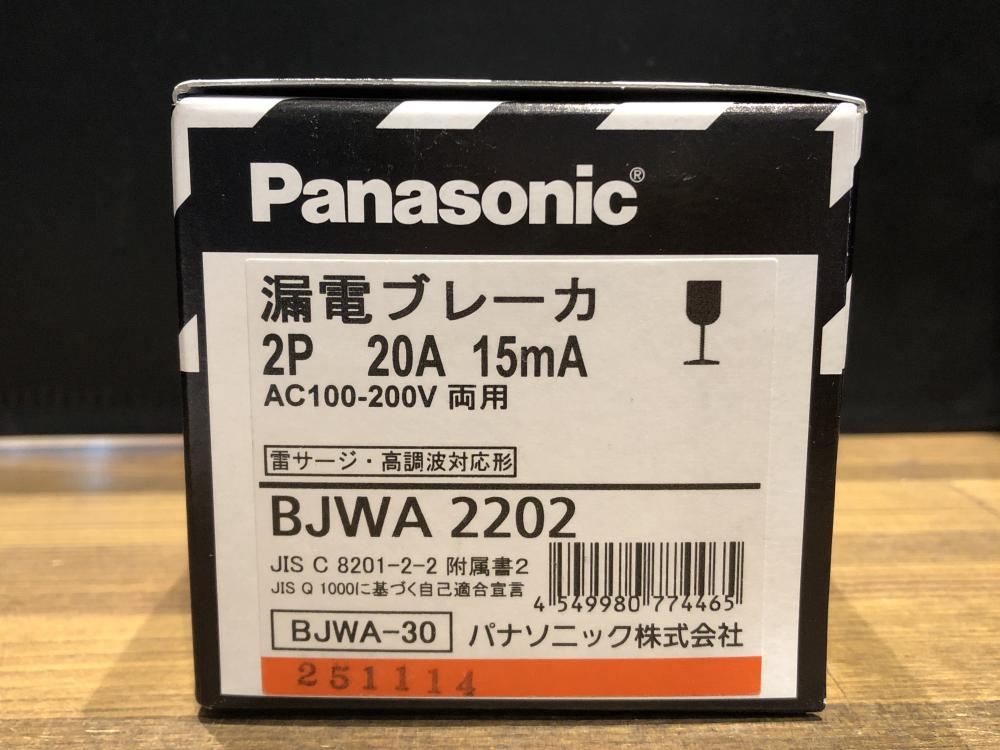 Panasonic®
漏電ブレーカ
2P 20A 15mA
AC100-200V 両用
雷サージ・高調波対応形
BJWA 2202
JIS C 8201-2-2 附属書2
JIS Q 1000に基づく自己適合宣言
4 549980 774465
BJWA-30 パナソニック株式会社
251114